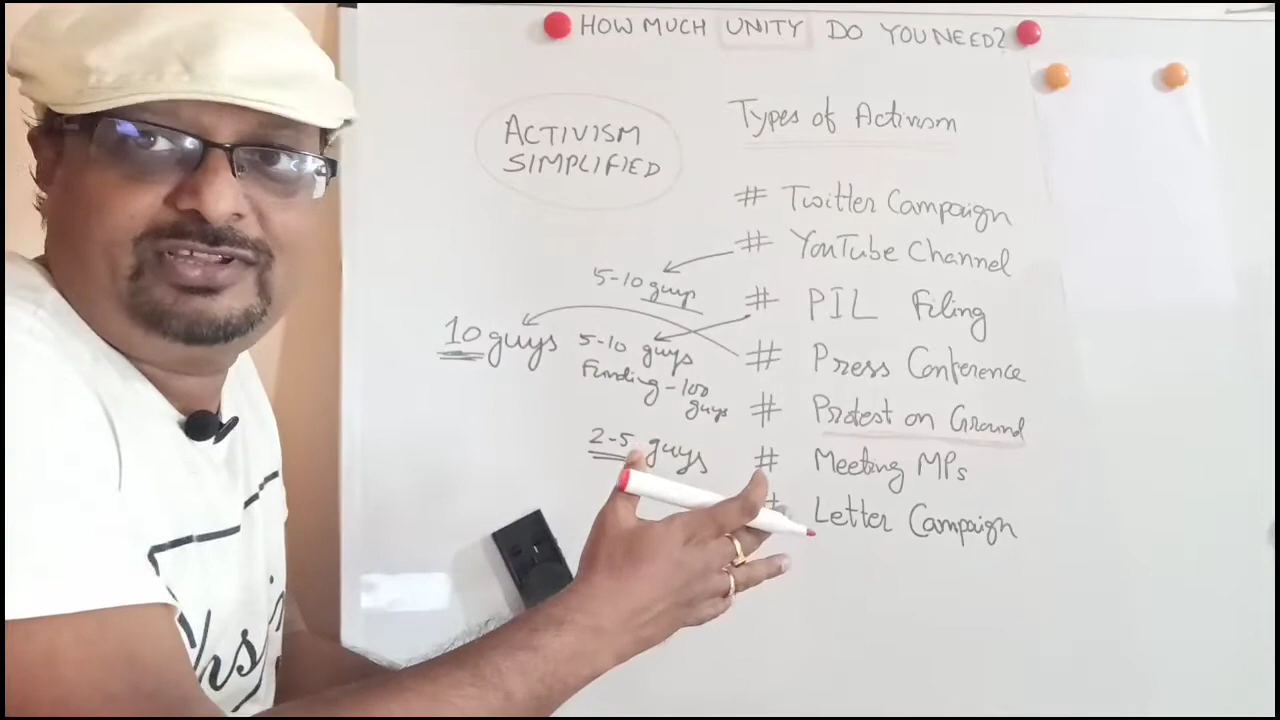 HOW MUCH UNITY DO YOU NEED?
ACTIVISM
SIMPLIFIED
Types of Activism
# Twitter Campaign
# YouTube Channel
5-10 guys
# PIL Filing
5-10 guys
Funding - 100
guys
# Press Conference
10 guys
# Protest on Ground
# Meeting MPs
2-5 guys
# Letter Campaign